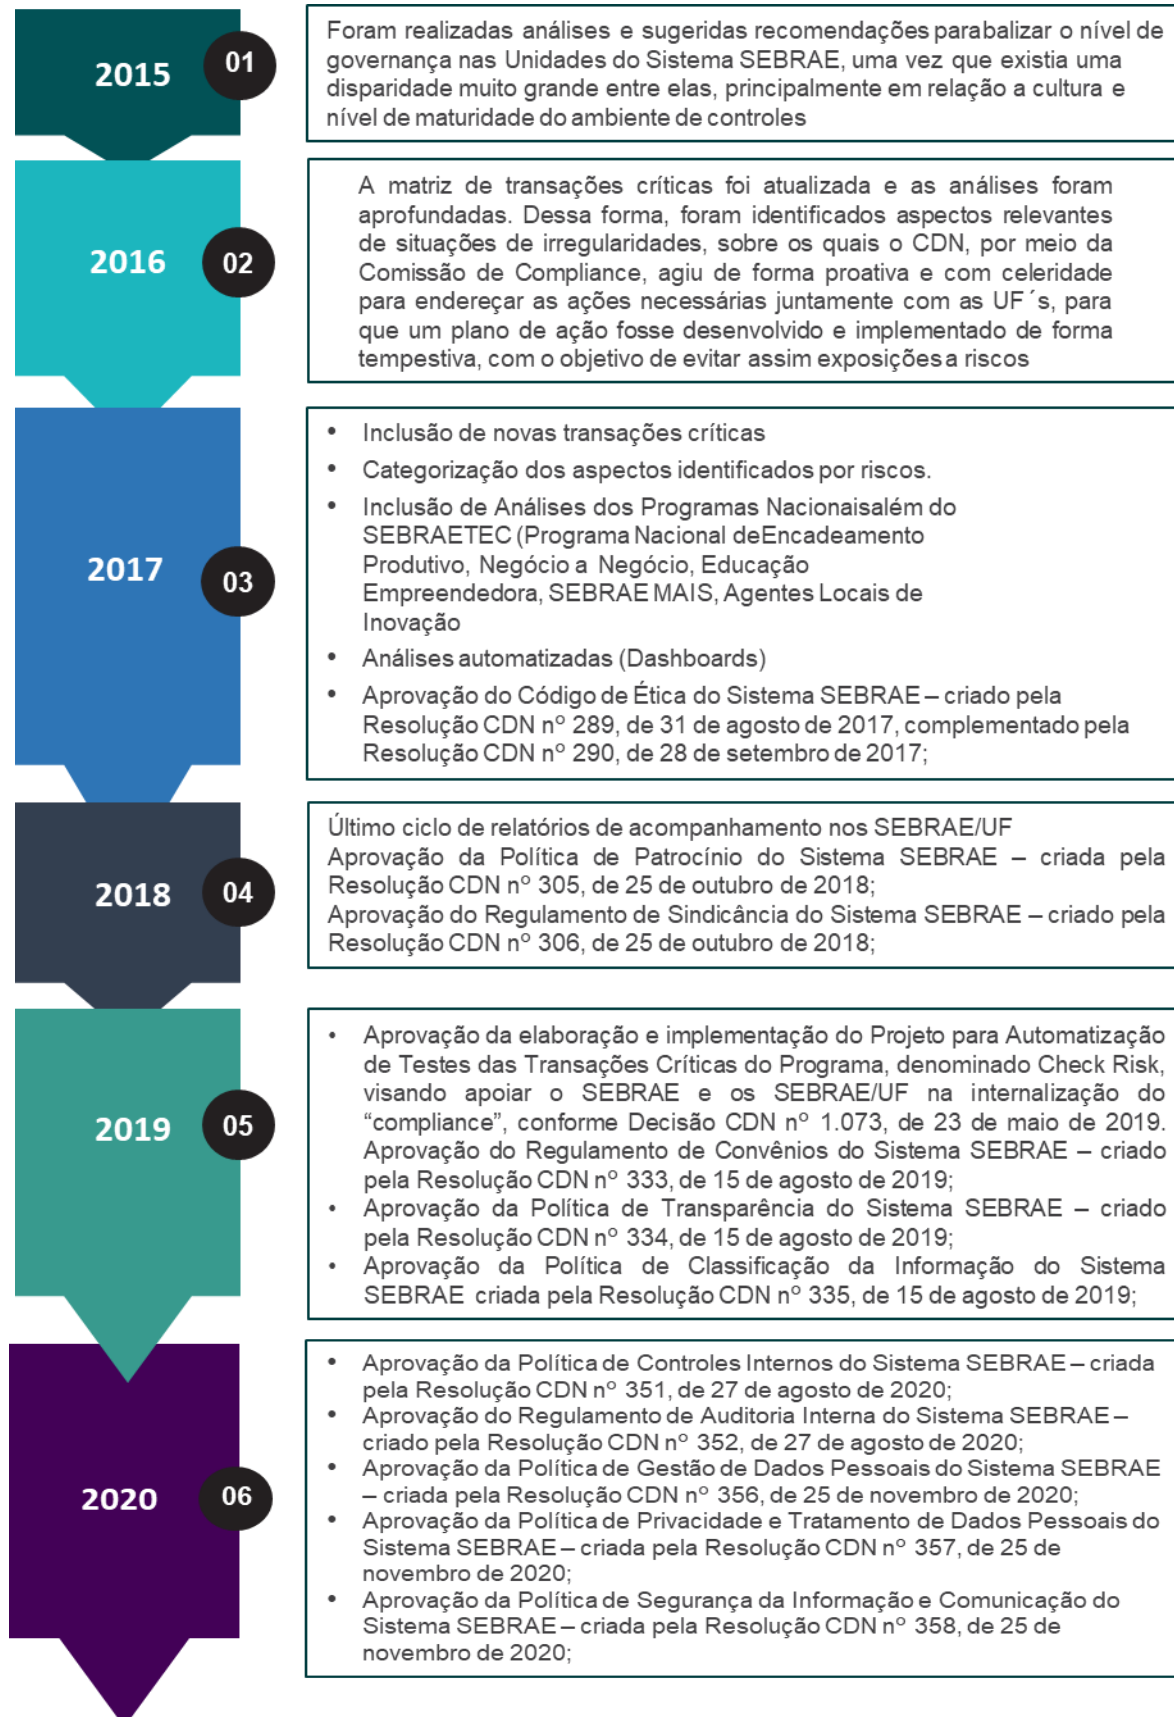 2015
01
Foram realizadas análises e sugeridas recomendações parabalizar o nível de
governança nas Unidades do Sistema SEBRAE, uma vez que existia uma
disparidade muito grande entre elas, principalmente em relação a cultura e
nível de maturidade do ambiente de controles
2016
02
A matriz de transações críticas foi atualizada e as análises foram
aprofundadas. Dessa forma, foram identificados aspectos relevantes
de situações de irregularidades, sobre os quais o CDN, por meio da
Comissão de Compliance, agiu de forma proativa e com celeridade
para endereçar as ações necessárias juntamente com as UF´s, para
que um plano de ação fosse desenvolvido e implementado de forma
tempestiva, com o objetivo de evitar assim exposições a riscos
2017
03
• Inclusão de novas transações críticas
• Categorização dos aspectos identificados por riscos.
• Inclusão de Análises dos Programas Nacionaisalém do
SEBRAETEC (Programa Nacional deEncadeamento
Produtivo, Negócio a Negócio, Educação
Empreendedora, SEBRAE MAIS, Agentes Locais de
Inovação
• Análises automatizadas (Dashboards)
• Aprovação do Código de Ética do Sistema SEBRAE – criado pela
Resolução CDN nº 289, de 31 de agosto de 2017, complementado pela
Resolução CDN nº 290, de 28 de setembro de 2017;
2018
04
Último ciclo de relatórios de acompanhamento nos SEBRAE/UF
Aprovação da Política de Patrocínio do Sistema SEBRAE – criada pela
Resolução CDN nº 305, de 25 de outubro de 2018;
Aprovação do Regulamento de Sindicância do Sistema SEBRAE – criado pela
Resolução CDN nº 306, de 25 de outubro de 2018;
2019
05
• Aprovação da elaboração e implementação do Projeto para Automatização
de Testes das Transações Críticas do Programa, denominado Check Risk,
visando apoiar o SEBRAE e os SEBRAE/UF na internalização do
“compliance”, conforme Decisão CDN nº 1.073, de 23 de maio de 2019.
Aprovação do Regulamento de Convênios do Sistema SEBRAE – criado
pela Resolução CDN nº 333, de 15 de agosto de 2019;
• Aprovação da Política de Transparência do Sistema SEBRAE – criado
pela Resolução CDN nº 334, de 15 de agosto de 2019;
• Aprovação da Política de Classificação da Informação do Sistema
SEBRAE criada pela Resolução CDN nº 335, de 15 de agosto de 2019;
2020
06
• Aprovação da Política de Controles Internos do Sistema SEBRAE – criada
pela Resolução CDN nº 351, de 27 de agosto de 2020;
• Aprovação do Regulamento de Auditoria Interna do Sistema SEBRAE –
criado pela Resolução CDN nº 352, de 27 de agosto de 2020;
• Aprovação da Política de Gestão de Dados Pessoais do Sistema SEBRAE
– criada pela Resolução CDN nº 356, de 25 de novembro de 2020;
• Aprovação da Política de Privacidade e Tratamento de Dados Pessoais do
Sistema SEBRAE – criada pela Resolução CDN nº 357, de 25 de
novembro de 2020;
• Aprovação da Política de Segurança da Informação e Comunicação do
Sistema SEBRAE – criada pela Resolução CDN nº 358, de 25 de
novembro de 2020;